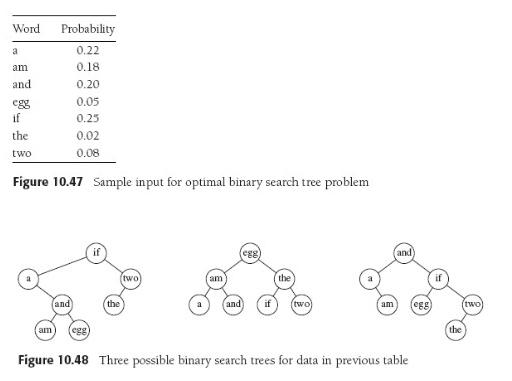 Word Probability
a 0.22
am 0.18
and 0.20
egg 0.05
if 0.25
the 0.02
two 0.08
Figure 10.47 Sample input for optimal binary search tree problem
if egg and
a two am the a if
and the a and if two am egg two
am egg the
Figure 10.48 Three possible binary search trees for data in previous table